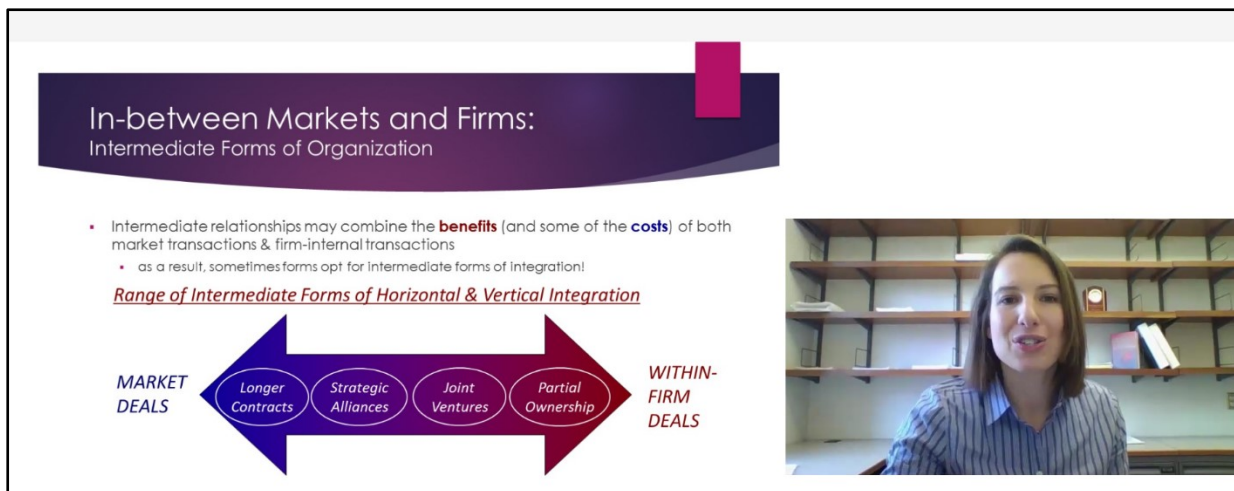 In-between Markets and Firms:
Intermediate Forms of Organization
Intermediate relationships may combine the benefits (and some of the costs) of both
market transactions & firm-internal transactions
as a result, sometimes forms opt for intermediate forms of integration!
Range of Intermediate Forms of Horizontal & Vertical Integration
MARKET
DEALS
Longer
Contracts
Strategic
Alliances
Joint
Ventures
Partial
Ownership
WITHIN-
FIRM
DEALS